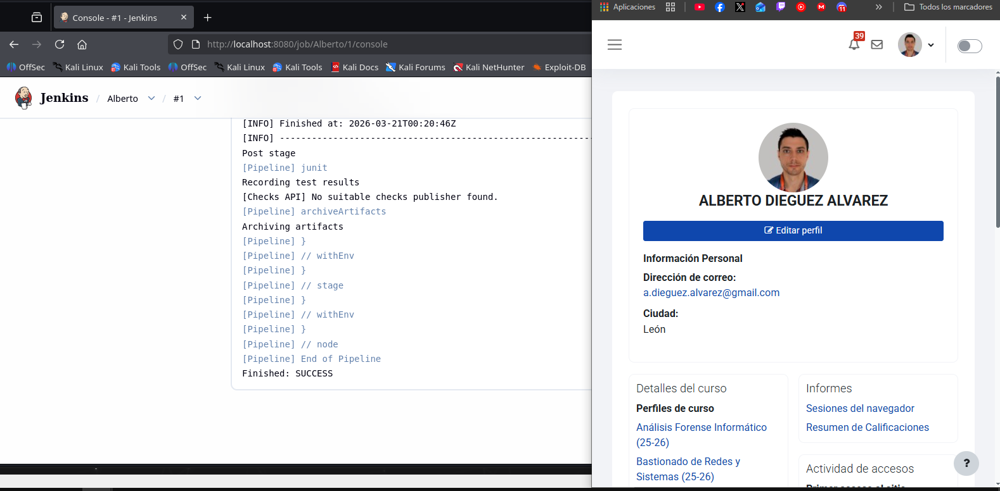 Console - #1 - Jenkins
http://localhost:8080/job/Alberto/1/console
OffSec Kali Linux Kali Tools OffSec Kali Linux Kali Tools Kali Docs Kali Forums Kali NetHunter Exploit-DB
Jenkins / Alberto / #1
[INFO] Finished at: 2026-03-21T00:20:46Z
[INFO] -----------------------------------------------------------
Post stage
[Pipeline] junit
Recording test results
[Checks API] No suitable checks publisher found.
[Pipeline] archiveArtifacts
Archiving artifacts
[Pipeline] }
[Pipeline] // withEnv
[Pipeline] }
[Pipeline] // stage
[Pipeline] }
[Pipeline] // withEnv
[Pipeline] }
[Pipeline] // node
[Pipeline] End of Pipeline
Finished: SUCCESS
Aplicaciones
11
Todos los marcadores
39
ALBERTO DIEGUEZ ALVAREZ
Editar perfil
Información Personal
Dirección de correo:
a.dieguez.alvarez@gmail.com
Ciudad:
León
Detalles del curso
Perfiles de curso
Análisis Forense Informático
(25-26)
Bastionado de Redes y
Sistemas (25-26)
Informes
Sesiones del navegador
Resumen de Calificaciones
Actividad de accesos
Primer acceso al sitio
?